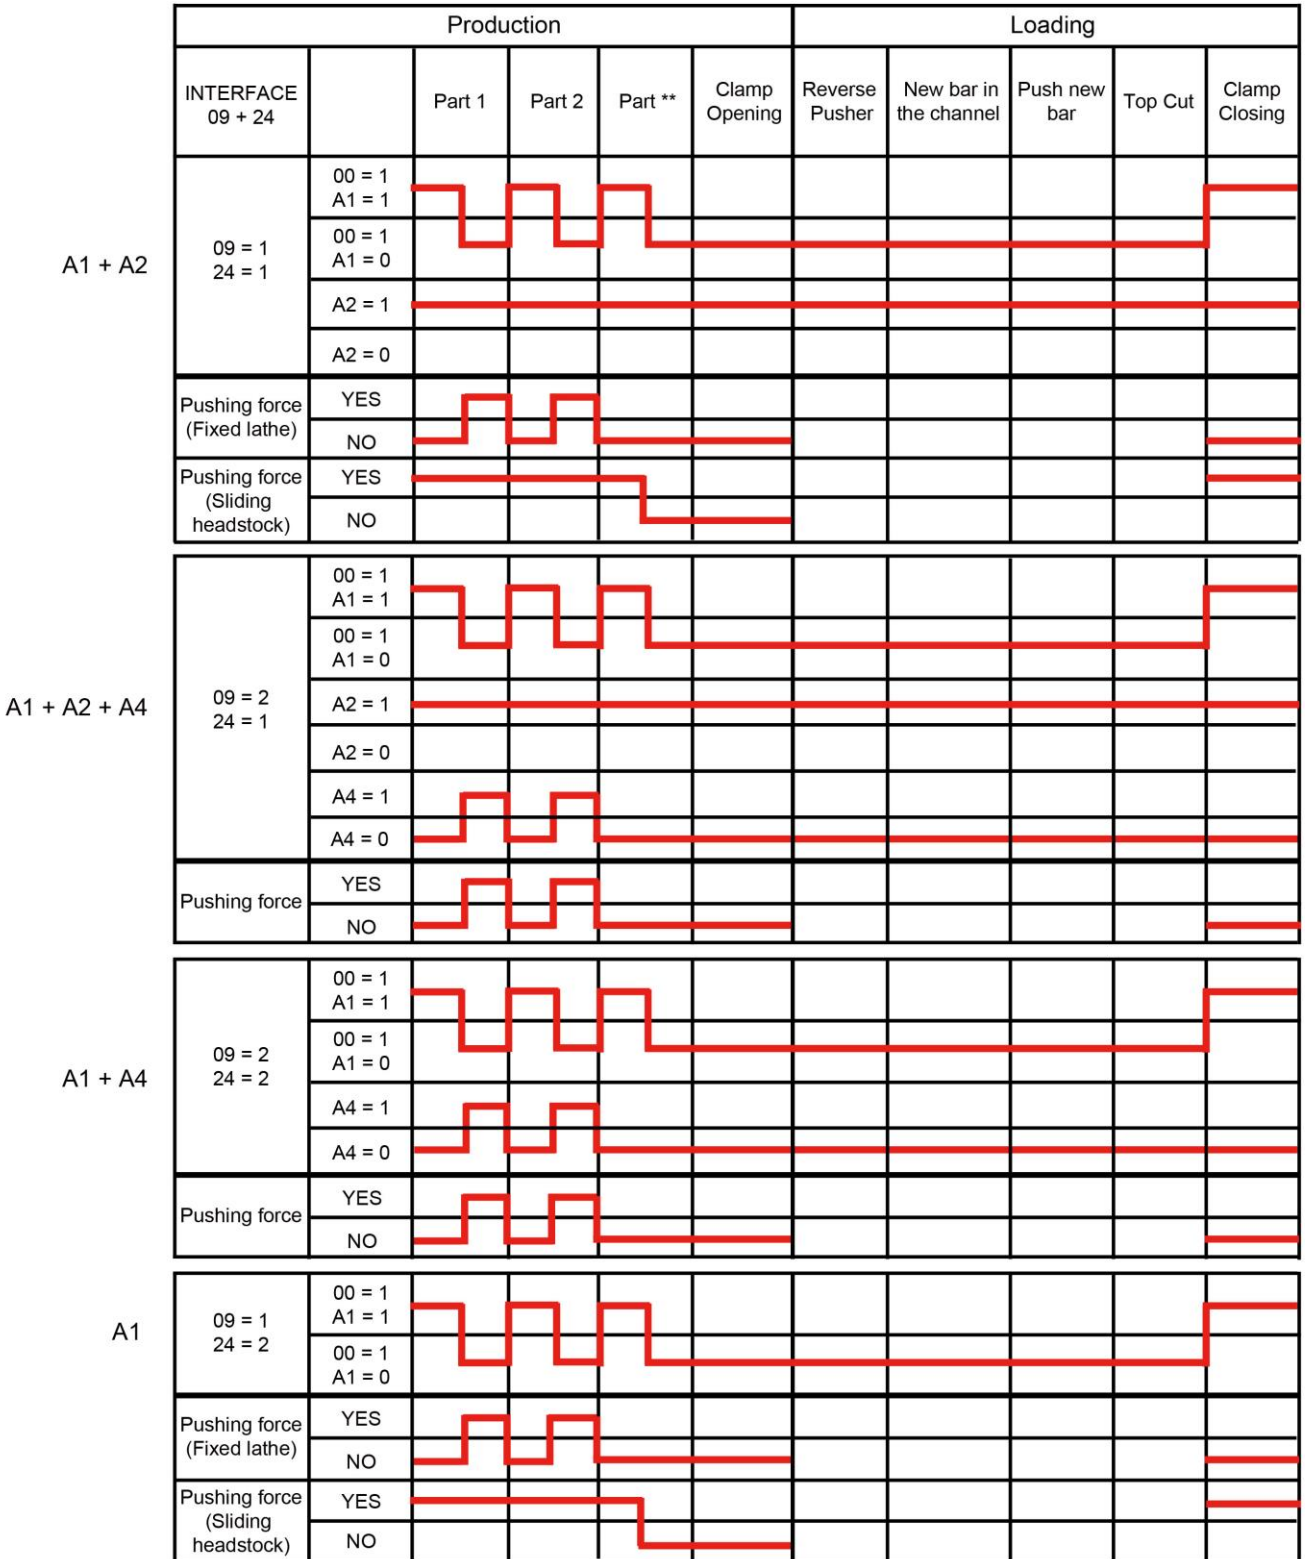 Production
Loading
INTERFACE
09 + 24
Part 1
Part 2
Part **
Clamp
Opening
Reverse
Pusher
New bar in
the channel
Push new
bar
Top Cut
Clamp
Closing
A1 + A2
09 = 1
24 = 1
00 = 1
A1 = 1
00 = 1
A1 = 0
A2 = 1
A2 = 0
Pushing force
(Fixed lathe)
YES
NO
Pushing force
(Sliding
headstock)
YES
NO
A1 + A2 + A4
09 = 2
24 = 1
00 = 1
A1 = 1
00 = 1
A1 = 0
A2 = 1
A2 = 0
A4 = 1
A4 = 0
Pushing force
YES
NO
A1 + A4
09 = 2
24 = 2
00 = 1
A1 = 1
00 = 1
A1 = 0
A4 = 1
A4 = 0
Pushing force
YES
NO
A1
09 = 1
24 = 2
00 = 1
A1 = 1
00 = 1
A1 = 0
Pushing force
(Fixed lathe)
YES
NO
Pushing force
(Sliding
headstock)
YES
NO